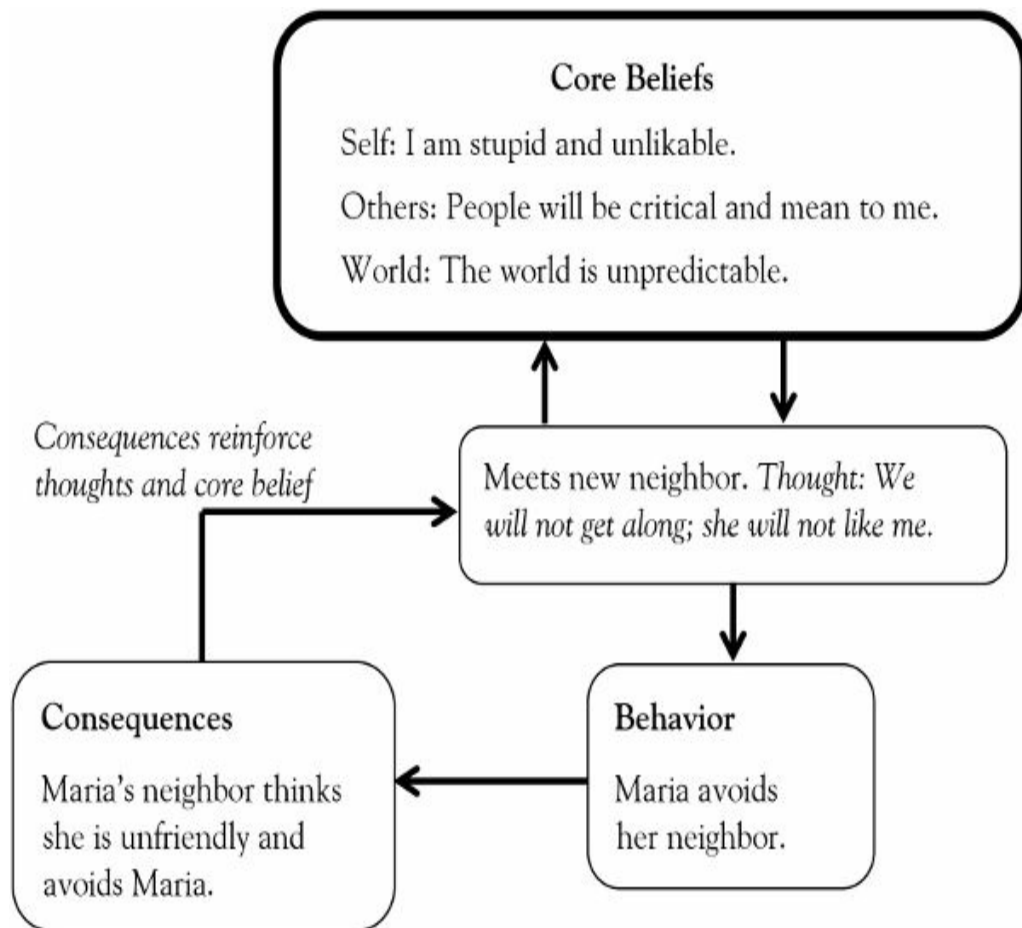 Core Beliefs
Self: I am stupid and unlikable.
Others: People will be critical and mean to me.
World: The world is unpredictable.
Consequences reinforce
thoughts and core belief
Meets new neighbor. Thought: We
will not get along; she will not like me.
Consequences
Maria’s neighbor thinks
she is unfriendly and
avoids Maria.
Behavior
Maria avoids
her neighbor.